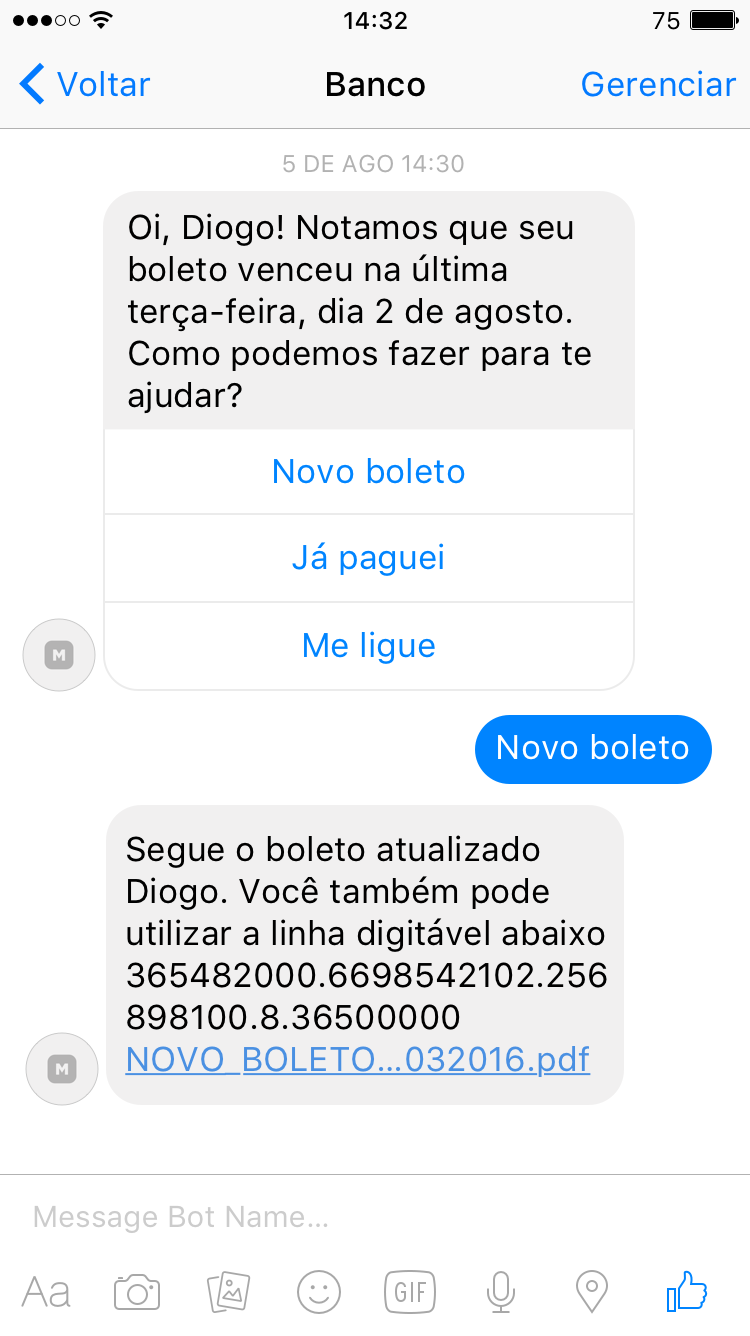 14:32
75
Voltar
Banco
Gerenciar
5 DE AGO 14:30
Oi, Diogo! Notamos que seu
boleto venceu na última
terça-feira, dia 2 de agosto.
Como podemos fazer para te
ajudar?
Novo boleto
Já paguei
Me ligue
M
Novo boleto
Segue o boleto atualizado
Diogo. Você também pode
utilizar a linha digitável abaixo
365482000.6698542102.256
898100.8.36500000
NOVO_BOLETO...032016.pdf
M
Message Bot Name...
Aa
GIF